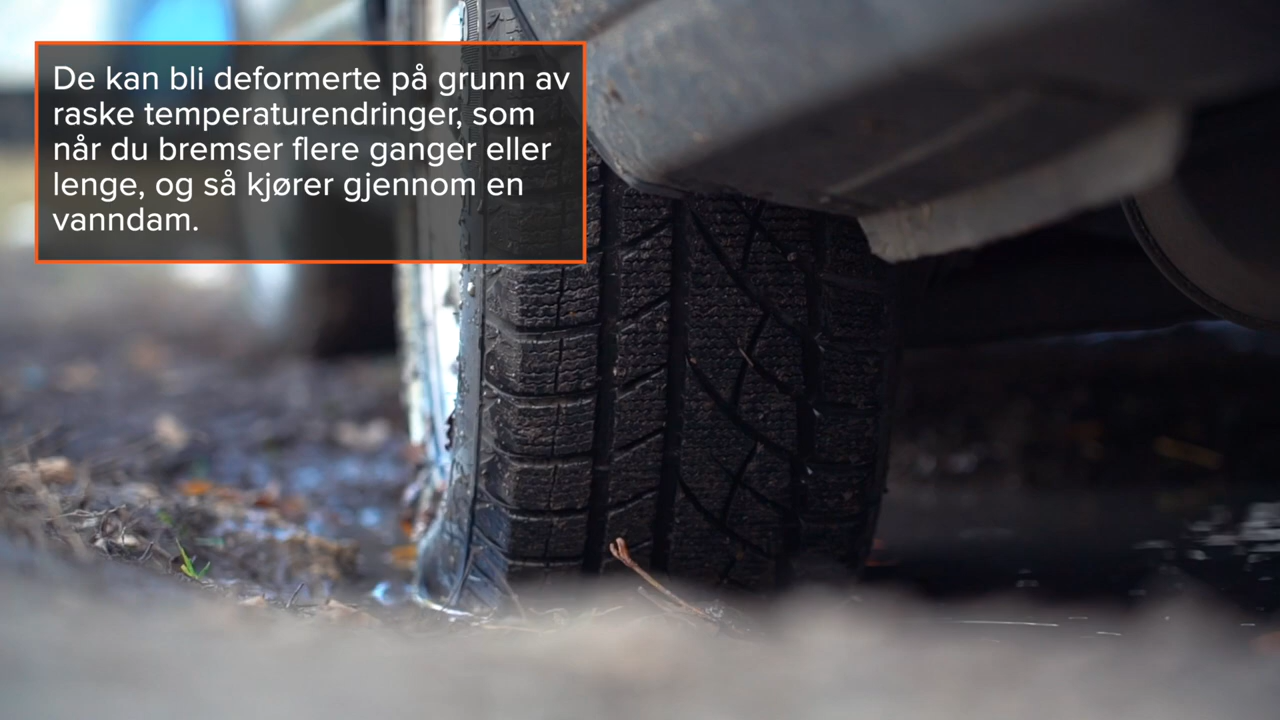 De kan bli deformerte på grunn av
raske temperaturendringer, som
når du bremser flere ganger eller
lenge, og så kjører gjennom en
vanndam.